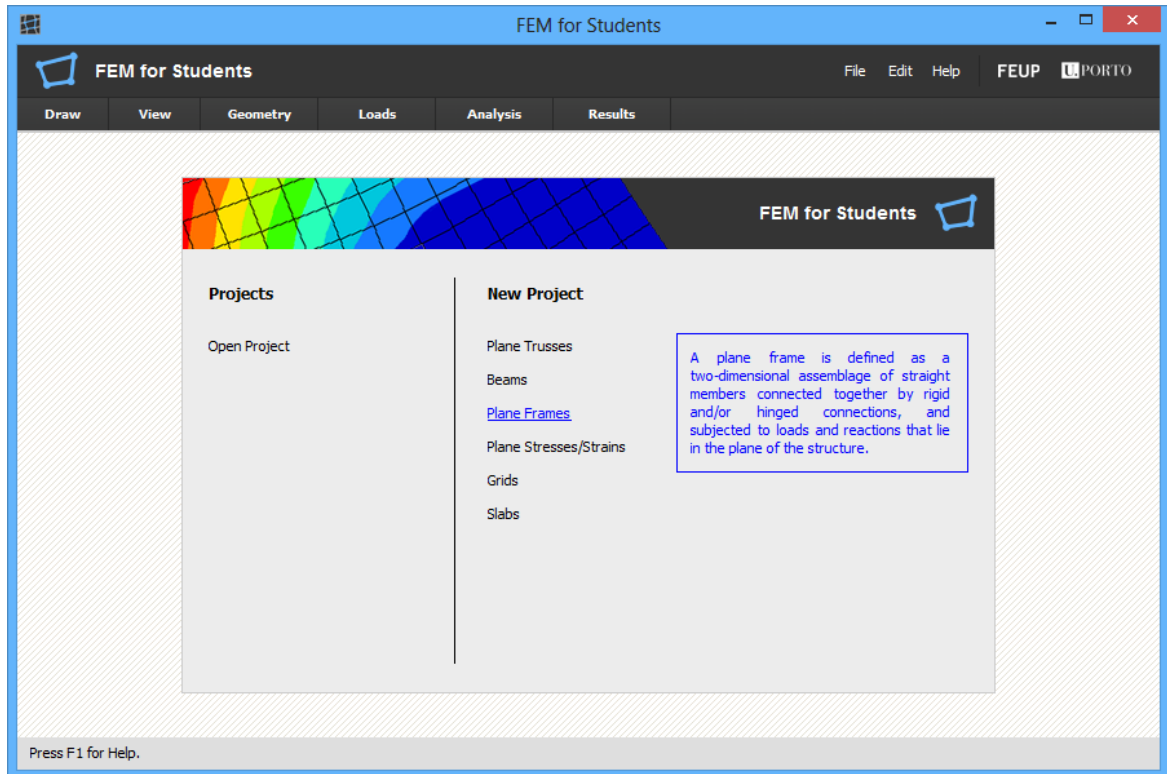 FEM for Students
FEM for Students
File Edit Help FEUP U.PORTO
Draw View Geometry Loads Analysis Results
FEM for Students
Projects
Open Project
New Project
Plane Trusses
Beams
Plane Frames
Plane Stresses/Strains
Grids
Slabs
A plane frame is defined as a
two-dimensional assemblage of straight
members connected together by rigid
and/or hinged connections, and
subjected to loads and reactions that lie
in the plane of the structure.
Press F1 for Help.